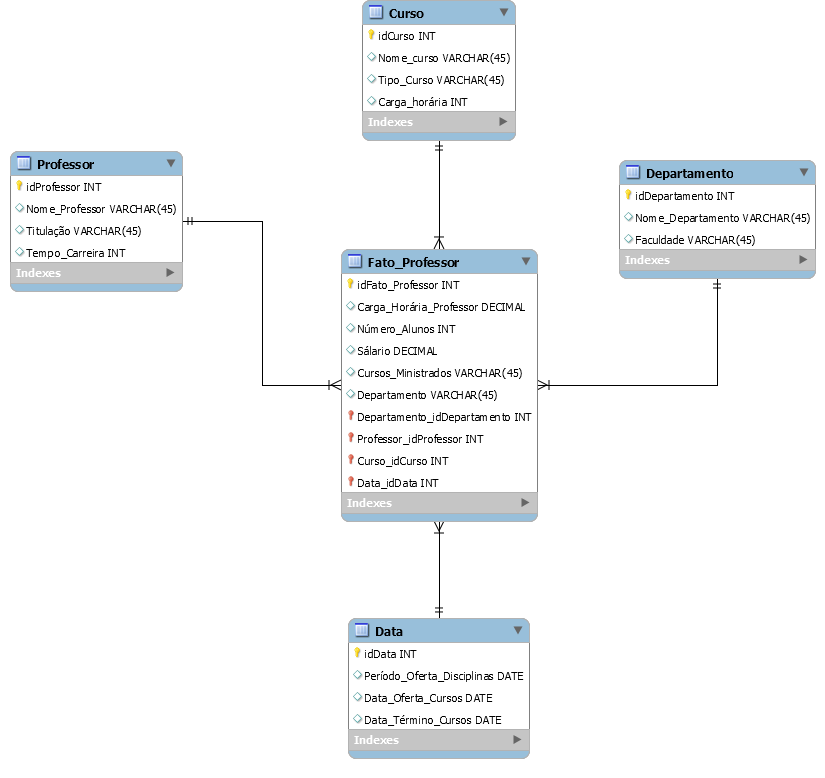 Curso
idCurso INT
Nome_curso VARCHAR(45)
Tipo_Curso VARCHAR(45)
Carga_horária INT
Indexes
Professor
idProfessor INT
Nome_Professor VARCHAR(45)
Titulação VARCHAR(45)
Tempo_Carreira INT
Indexes
Departamento
idDepartamento INT
Nome_Departamento VARCHAR(45)
Faculdade VARCHAR(45)
Indexes
Fato_Professor
idFato_Professor INT
Carga_Horária_Professor DECIMAL
Número_Alunos INT
Sálario DECIMAL
Cursos_Ministrados VARCHAR(45)
Departamento VARCHAR(45)
Departamento_idDepartamento INT
Professor_idProfessor INT
Curso_idCurso INT
Data_idData INT
Indexes
Data
idData INT
Período_Oferta_Disciplinas DATE
Data_Oferta_Cursos DATE
Data_Término_Cursos DATE
Indexes